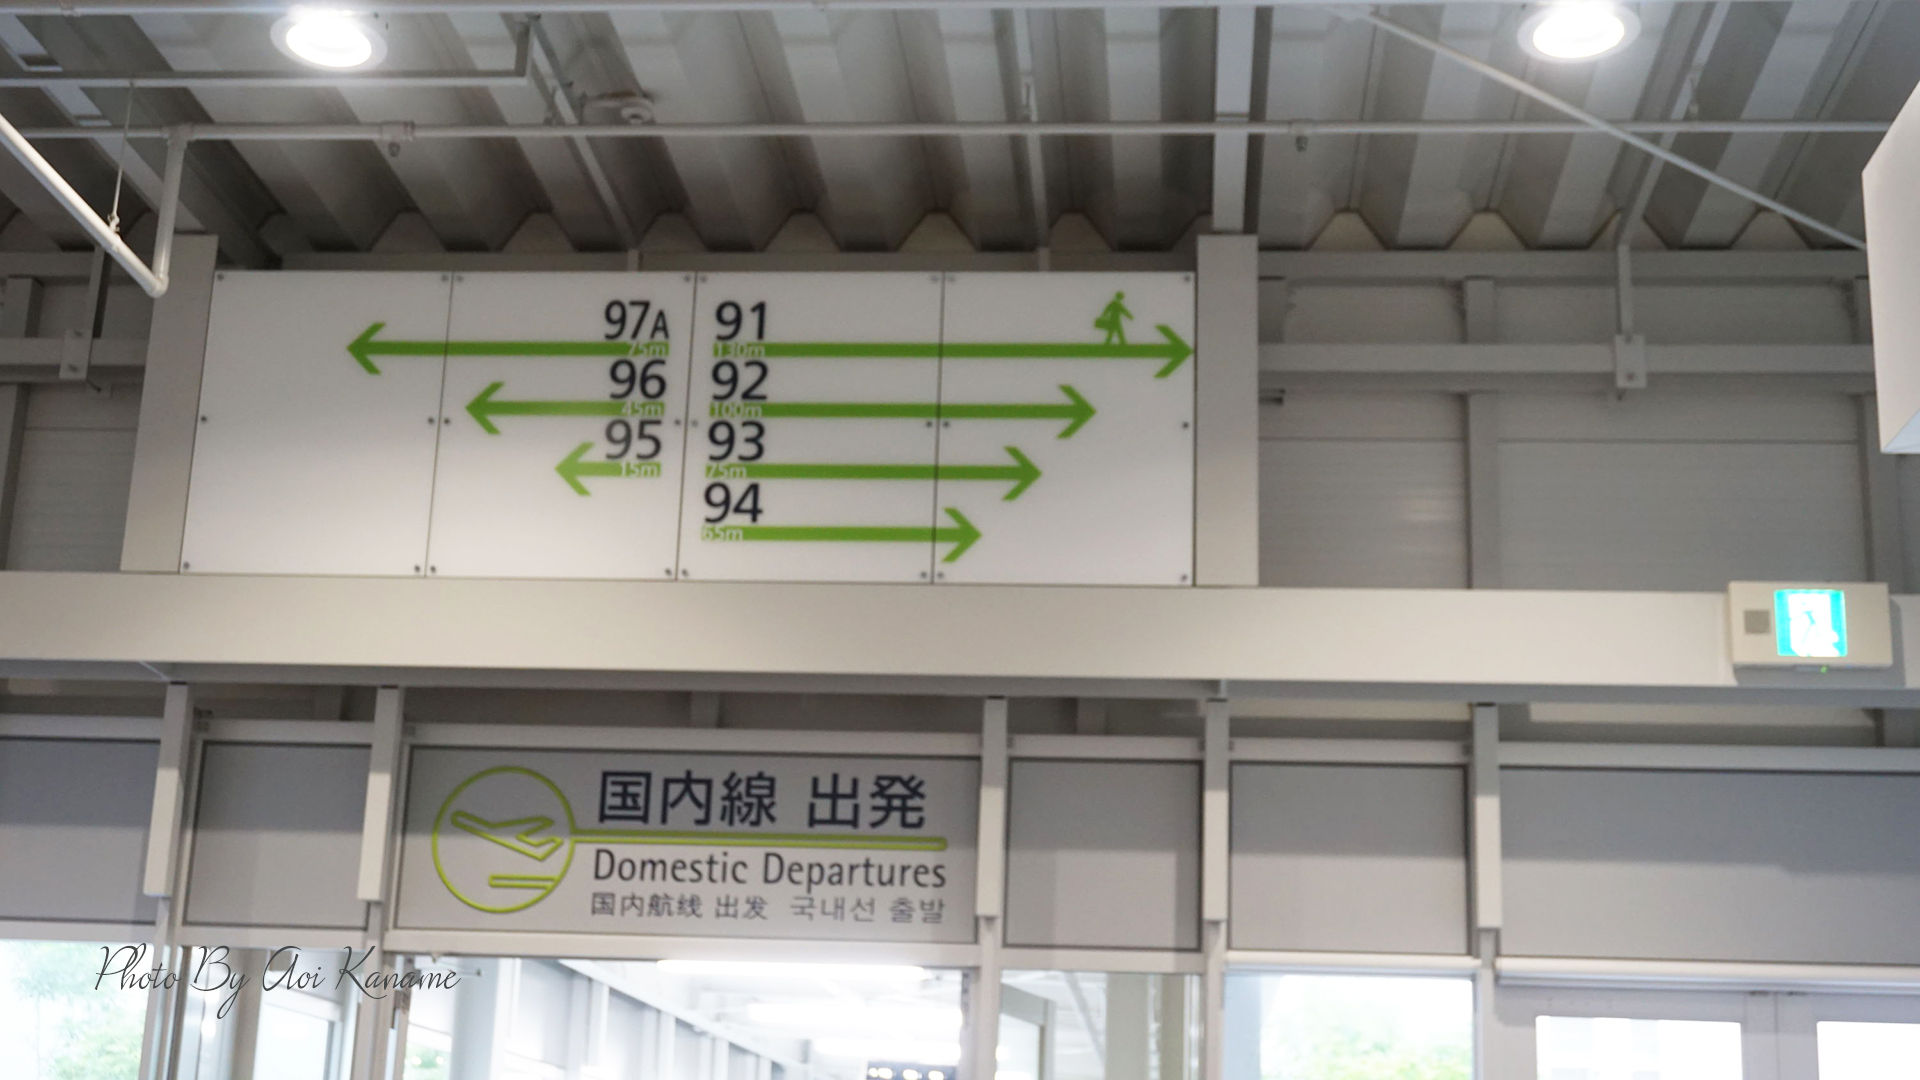 97A
75m
96
45m
95
15m
91
130m
92
100m
93
75m
94
65m
国内線 出発
Domestic Departures
国内航线 出发 국내선 출발
Photo By Aoi Kaname